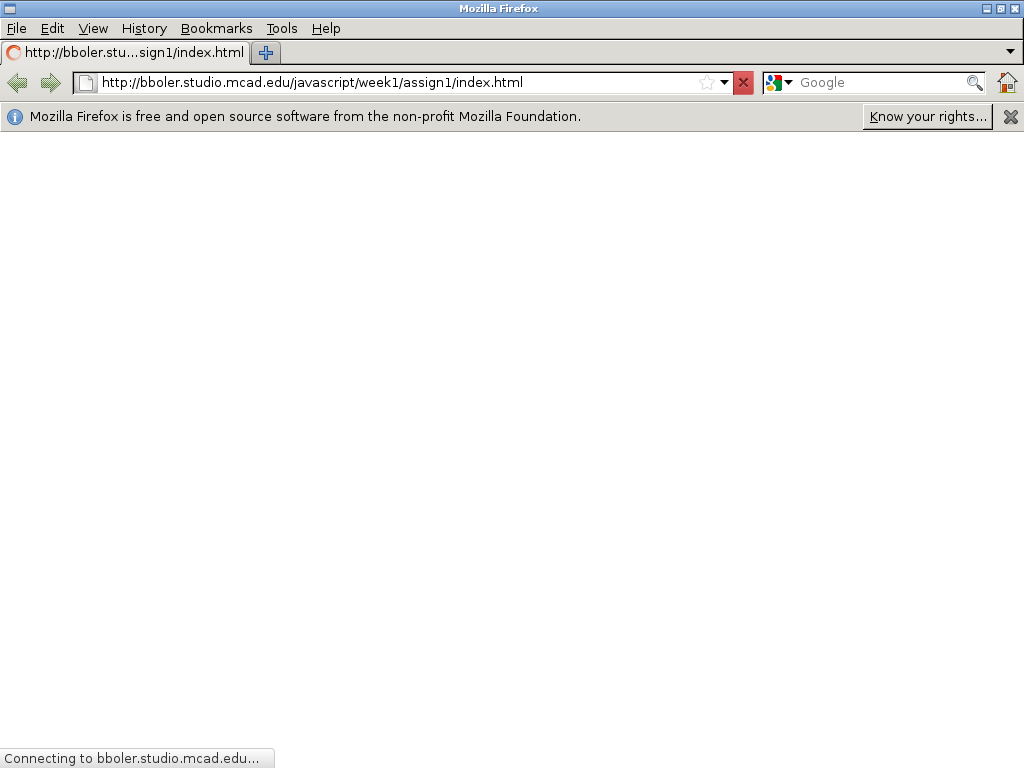 Mozilla Firefox
File Edit View History Bookmarks Tools Help
http://bboler.stu...sign1/index.html
http://bboler.studio.mcad.edu/javascript/week1/assign1/index.html Google
Mozilla Firefox is free and open source software from the non-profit Mozilla Foundation. Know your rights...
Connecting to bboler.studio.mcad.edu...